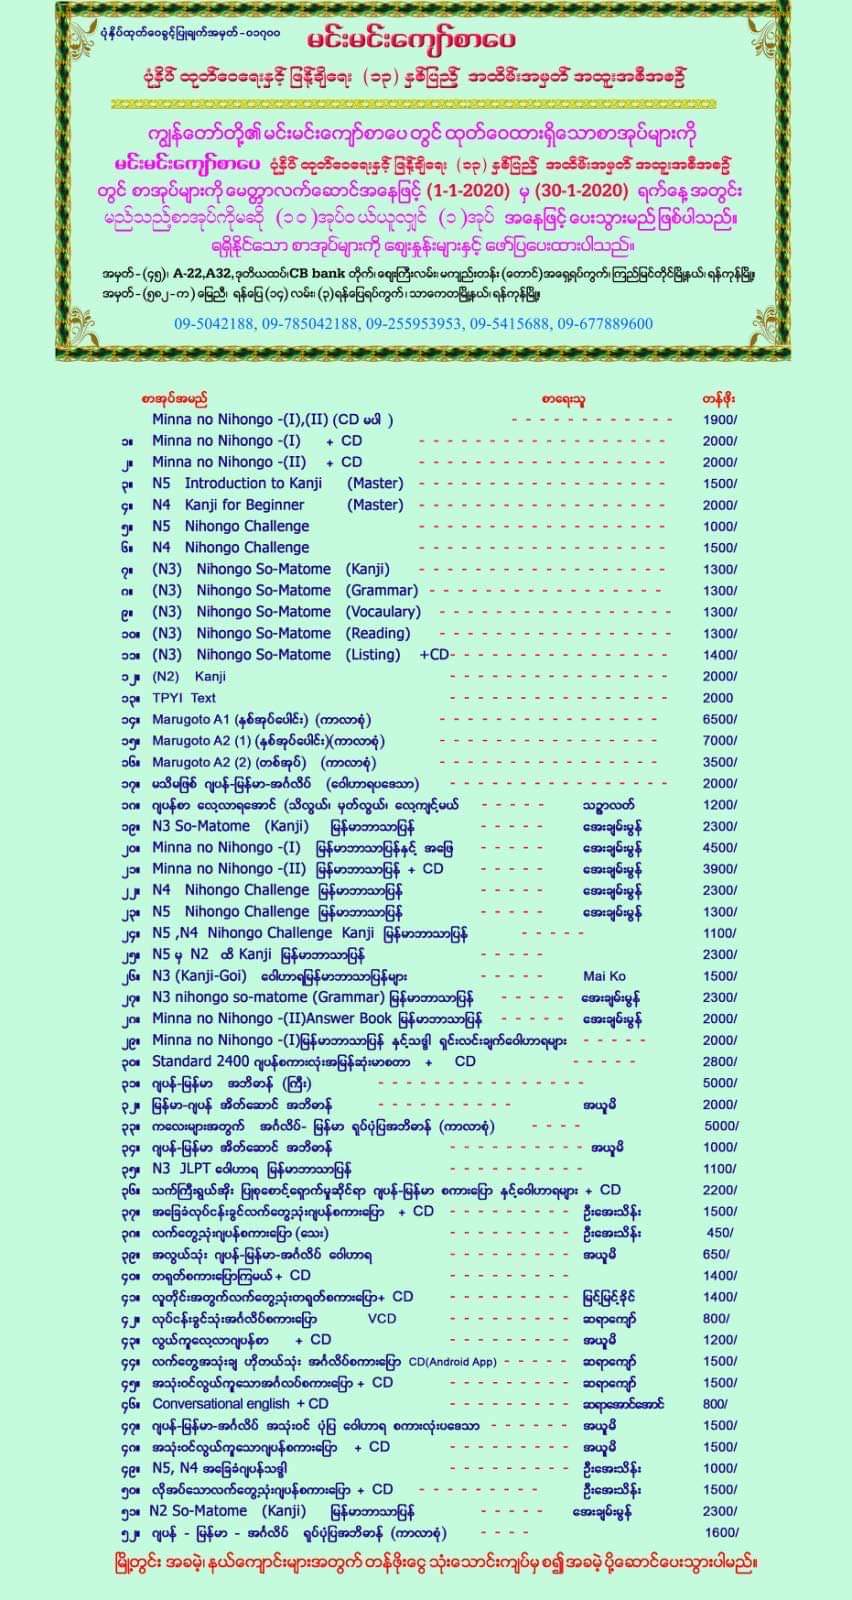 ပုံနှိပ်ထုတ်ဝေခွင့်ပြုချက်အမှတ်-၀၁၇၀၀
မင်းမင်းကျော်စာပေ
ပုံနှိပ် ထုတ်ဝေရေးနှင့် ဖြန့်ချိရေး (၁၃) နှစ်ပြည့် အထိမ်းအမှတ် အထူးအစီအစဉ်
ကျွန်တော်တို့၏ မင်းမင်းကျော်စာပေ တွင် ထုတ်ဝေထားရှိသောစာအုပ်များကို
မင်းမင်းကျော်စာပေ ပုံနှိပ် ထုတ်ဝေရေးနှင့် ဖြန့်ချိရေး (၁၃) နှစ်ပြည့် အထိမ်းအမှတ် အထူးအစီအစဉ်
တွင် စာအုပ်များကို မေတ္တာလက်ဆောင်အနေဖြင့် (1-1-2020) မှ (30-1-2020) ရက်နေ့ အတွင်း
မည်သည့်စာအုပ်ကိုမဆို (၁၀)အုပ်ဝယ်ယူလျှင် (၁)အုပ် အနေဖြင့် ပေးသွားမည် ဖြစ်ပါသည်။
ရရှိနိုင်သော စာအုပ်များကို ဈေးနှုန်းများနှင့် ဖော်ပြပေးထားပါသည်။
အမှတ်-(၄၅)၊ A-22,A32,ဒုတိယထပ်၊CB bank တိုက်၊ ဈေးကြီးလမ်း၊ မကျည်းတန်း (တောင်)အရှေ့ရပ်ကွက်၊ ကြည့်မြင်တိုင်မြို့နယ်၊ ရန်ကုန်မြို့။
အမှတ်-(၅၈၂-က) မြေညီ၊ ရန်ပြေ (၁၄) လမ်း၊ (၃)ရန်ပြေရပ်ကွက်၊ သာကေတမြို့နယ်၊ ရန်ကုန်မြို့။
09-5042188, 09-785042188, 09-255953953, 09-5415688, 09-677889600
စာအုပ်အမည် စာရေးသူ တန်ဖိုး
Minna no Nihongo -(I),(II) (CD မပါ ) - - - - - - - - - - - - 1900/
၁။ Minna no Nihongo -(I) + CD - - - - - - - - - - - - - - - - - - 2000/
၂။ Minna no Nihongo -(II) + CD - - - - - - - - - - - - - - - - - - 2000/
၃။ N5 Introduction to Kanji (Master) - - - - - - - - - - - - - - - - - - 1500/
၄။ N4 Kanji for Beginner (Master) - - - - - - - - - - - - - - - - - - 2000/
၅။ N5 Nihongo Challenge - - - - - - - - - - - - - - - - - - 1000/
၆။ N4 Nihongo Challenge - - - - - - - - - - - - - - - - - - 1500/
၇။ (N3) Nihongo So-Matome (Kanji) - - - - - - - - - - - - - - - - - - 1300/
၈။ (N3) Nihongo So-Matome (Grammar) - - - - - - - - - - - - - - - - - 1300/
၉။ (N3) Nihongo So-Matome (Vocaulary) - - - - - - - - - - - - - - - - - 1300/
၁၀။ (N3) Nihongo So-Matome (Reading) - - - - - - - - - - - - - - - - - 1300/
၁၁။ (N3) Nihongo So-Matome (Listing) +CD- - - - - - - - - - - - - - - - 1400/
၁၂။ (N2) Kanji - - - - - - - - - - - - - - - - 2000/
၁၃။ TPYI Text - - - - - - - - - - - - - - - - 2000
၁၄။ Marugoto A1 (နှစ်အုပ်ပေါင်း) (ကာလာစုံ) - - - - - - - - - - - - - - - - 6500/
၁၅။ Marugoto A2 (1) (နှစ်အုပ်ပေါင်း)(ကာလာစုံ) - - - - - - - - - - - - - - - - 7000/
၁၆။ Marugoto A2 (2) (တစ်အုပ်) (ကာလာစုံ) - - - - - - - - - - - - - - - - 3500/
၁၇။ မသိမဖြစ် ဂျပန်-မြန်မာ-အင်္ဂလိပ် (ဝေါဟာရပဒေသာ) - - - - - - - - - - - - - - - - 2000/
၁၈။ ဂျပန်စာ လေ့လာရအောင် (သိလွယ်၊ မှတ်လွယ်၊ လေ့ကျင့်မယ် - - - - - သဉ္ဇာလတ် 1200/
၁၉။ N3 So-Matome (Kanji) မြန်မာဘာသာပြန် - - - - - အေးချမ်းမွန် 2300/
၂၀။ Minna no Nihongo -(I) မြန်မာဘာသာပြန်နှင့် အဖြေ - - - - - အေးချမ်းမွန် 4500/
၂၁။ Minna no Nihongo -(II) မြန်မာဘာသာပြန် + CD - - - - - အေးချမ်းမွန် 3900/
၂၂။ N4 Nihongo Challenge မြန်မာဘာသာပြန် - - - - - အေးချမ်းမွန် 2300/
၂၃။ N5 Nihongo Challenge မြန်မာဘာသာပြန် - - - - - အေးချမ်းမွန် 1300/
၂၄။ N5 ,N4 Nihongo Challenge Kanji မြန်မာဘာသာပြန် - - - - - 1100/
၂၅။ N5 မှ N2 ထိ Kanji မြန်မာဘာသာပြန် - - - - - 2300/
၂၆။ N3 (Kanji-Goi) ဝေါဟာရမြန်မာဘာသာပြန်များ - - - - - Mai Ko 1500/
၂၇။ N3 nihongo so-matome (Grammar) မြန်မာဘာသာပြန် - - - - - အေးချမ်းမွန် 2300/
၂၈။ Minna no Nihongo -(II)Answer Book မြန်မာဘာသာပြန် - - - - - အေးချမ်းမွန် 2000/
၂၉။ Minna no Nihongo -(I)မြန်မာဘာသာပြန် နှင့်သဒ္ဒါ ရှင်းလင်းချက်ဝေါဟာရများ - - - - - 2000/
၃၀။ Standard 2400 ဂျပန်စကားလုံးအမြန်ဆုံးမာစတာ + CD - - - - - 2800/
၃၁။ ဂျပန်-မြန်မာ အဘိဓာန် (ကြီး) - - - - - - - - - - - - - - - 5000/
၃၂။ မြန်မာ-ဂျပန် အိတ်ဆောင် အဘိဓာန် - - - - - - - - - - အယူမိ 2000/
၃၃။ ကလေးများအတွက် အင်္ဂလိပ်- မြန်မာ ရုပ်ပုံပြအဘိဓာန် (ကာလာစုံ) - - - - 5000/
၃၄။ ဂျပန်-မြန်မာ အိတ်ဆောင် အဘိဓာန် - - - - - - - - - - အယူမိ 1000/
၃၅။ N3 JLPT ဝေါဟာရ မြန်မာဘာသာပြန် - - - - - - - - - - 1100/
၃၆။ သက်ကြီးရွယ်အိုး ပြုစုစောင့်ရှောက်မှုဆိုင်ရာ ဂျပန်-မြန်မာ စကားပြော နှင့်ဝေါဟာရများ + CD 2200/
၃၇။ အခြေခံလုပ်ငန်းခွင်လက်တွေ့သုံးဂျပန်စကားပြော + CD - - - - - - - - - ဦးအေးသိန်း 1500/
၃၈။ လက်တွေ့သုံးဂျပန်စကားပြော (သေး) - - - - - - - - - ဦးအေးသိန်း 450/
၃၉။ အလွယ်သုံး ဂျပန်-မြန်မာ-အင်္ဂလိပ် ဝေါဟာရ - - - - - - - - - အယူမိ 650/
၄၀။ တရုတ်စကားပြောကြမယ် + CD - - - - - - - - - 1400/
၄၁။ လူတိုင်းအတွက်လက်တွေ့သုံးတရုတ်စကားပြော+ CD - - - - - - - - - မြင့်မြင့်ခိုင် 1400/
၄၂။ လုပ်ငန်းခွင်သုံးအင်္ဂလိပ်စကားပြော VCD - - - - - - - - - ဆရာကျော် 800/
၄၃။ လွယ်ကူလေ့လာဂျပန်စာ + CD - - - - - - - - - အယူမိ 1200/
၄၄။ လက်တွေ့အသုံးချ ဟိုတယ်သုံး အင်္ဂလိပ်စကားပြော CD(Android App) - - - - - ဆရာကျော် 1500/
၄၅။ အသုံးဝင်လွယ်ကူသောအင်္ဂလပ်စကားပြော + CD - - - - - - - - - ဆရာကျော် 1500/
၄၆။ Conversational english + CD - - - - - - - - - ဆရာအောင်အောင် 800/
၄၇။ ဂျပန်-မြန်မာ-အင်္ဂလိပ် အသုံးဝင် ပုံပြ ဝေါဟာရ စကားလုံးပဒေသာ - - - - - - အယူမိ 1500/
၄၈။ အသုံးဝင်လွယ်ကူသောဂျပန်စကားပြော + CD - - - - - - - - - အယူမိ 1500/
၄၉။ N5, N4 အခြေခံဂျပန်သဒ္ဒါ - - - - - - - - - ဦးအေးသိန်း 1000/
၅၀။ လိုအပ်သောလက်တွေ့သုံးဂျပန်စကားပြော + CD - - - - - - - - - ဦးအေးသိန်း 1500/
၅၁။ N2 So-Matome (Kanji) မြန်မာဘာသာပြန် - - - - - အေးချမ်းမွန် 2300/
၅၂။ ဂျပန် - မြန်မာ - အင်္ဂလိပ် ရုပ်ပုံပြအဘိဓာန် (ကာလာစုံ) - - - - 1600/
မြို့တွင်း အခမဲ့၊ နယ်ကျောင်းများအတွက် တန်ဖိုးငွေ သုံးသောင်းကျပ်မှ စ၍ အခမဲ့ ပို့ဆောင်ပေးသွားပါမည်။